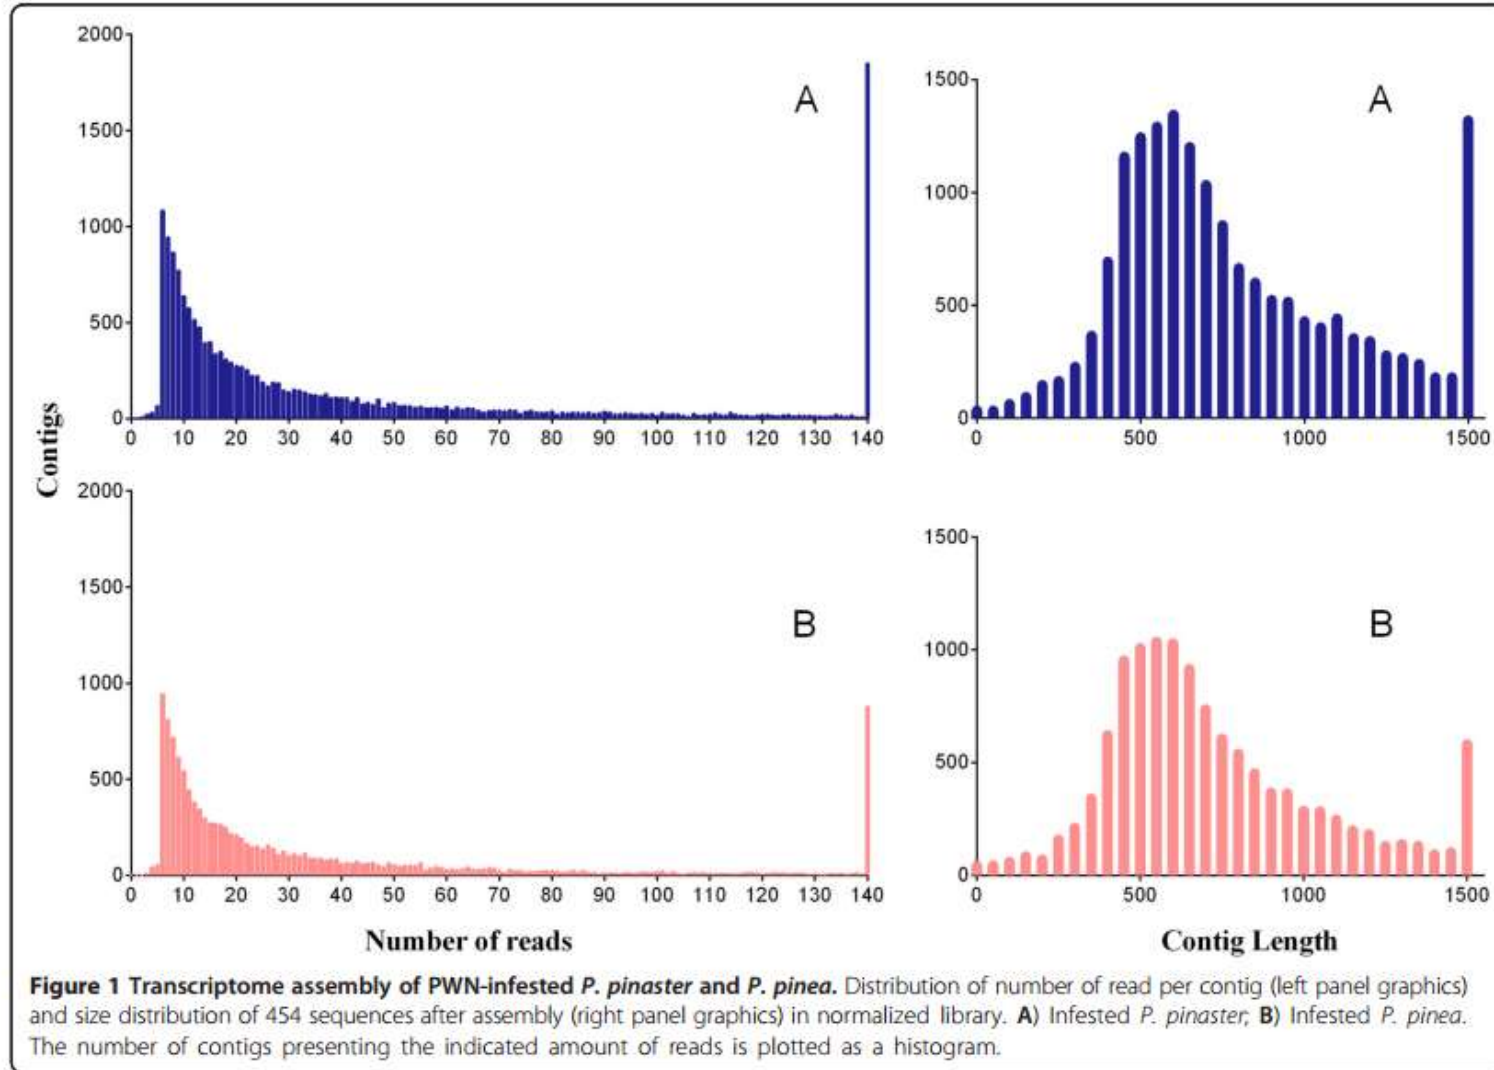 2000
1500
1000
500
0
A
0 10 20 30 40 50 60 70 80 90 100 110 120 130 140
1500
1000
500
0
A
0 500 1000 1500
Contigs
2000
1500
1000
500
0
B
0 10 20 30 40 50 60 70 80 90 100 110 120 130 140
Number of reads
1500
1000
500
0
B
0 500 1000 1500
Contig Length
Figure 1 Transcriptome assembly of PWN-infested P. pinaster and P. pinea. Distribution of number of read per contig (left panel graphics)
and size distribution of 454 sequences after assembly (right panel graphics) in normalized library. A) Infested P. pinaster; B) Infested P. pinea.
The number of contigs presenting the indicated amount of reads is plotted as a histogram.